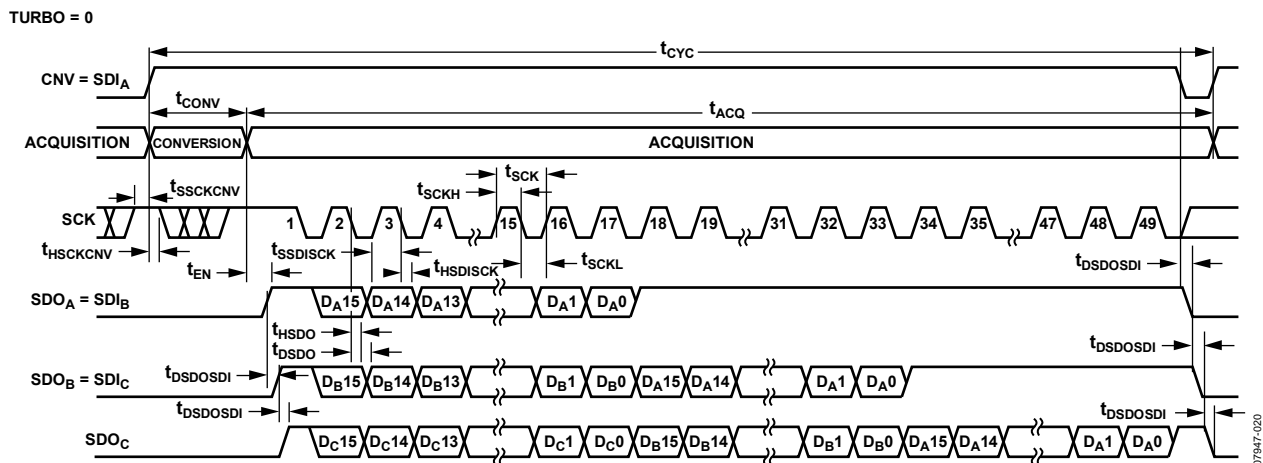 TURBO = 0
tCYC
CNV = SDIA
tCONV
tACQ
ACQUISITION
CONVERSION
ACQUISITION
tSSCKCNV
tSCK
tSCKH
SCK
1 2 3 4 15 16 17 18 19 31 32 33 34 35 47 48 49
tHSCKCNV
tSSDISCK
tHSDISCK
tSCKL
tEN
tDSDOSDI
SDOA = SDIB
DA15 DA14 DA13 DA1 DA0
tHSDO
tDSDO
tDSDOSDI
tDSDOSDI
SDOB = SDIC
DB15 DB14 DB13 DB1 DB0 DA15 DA14 DA1 DA0
tDSDOSDI
tDSDOSDI
SDOC
DC15 DC14 DC13 DC1 DC0 DB15 DB14 DB1 DB0 DA15 DA14 DA1 DA0
07947-020